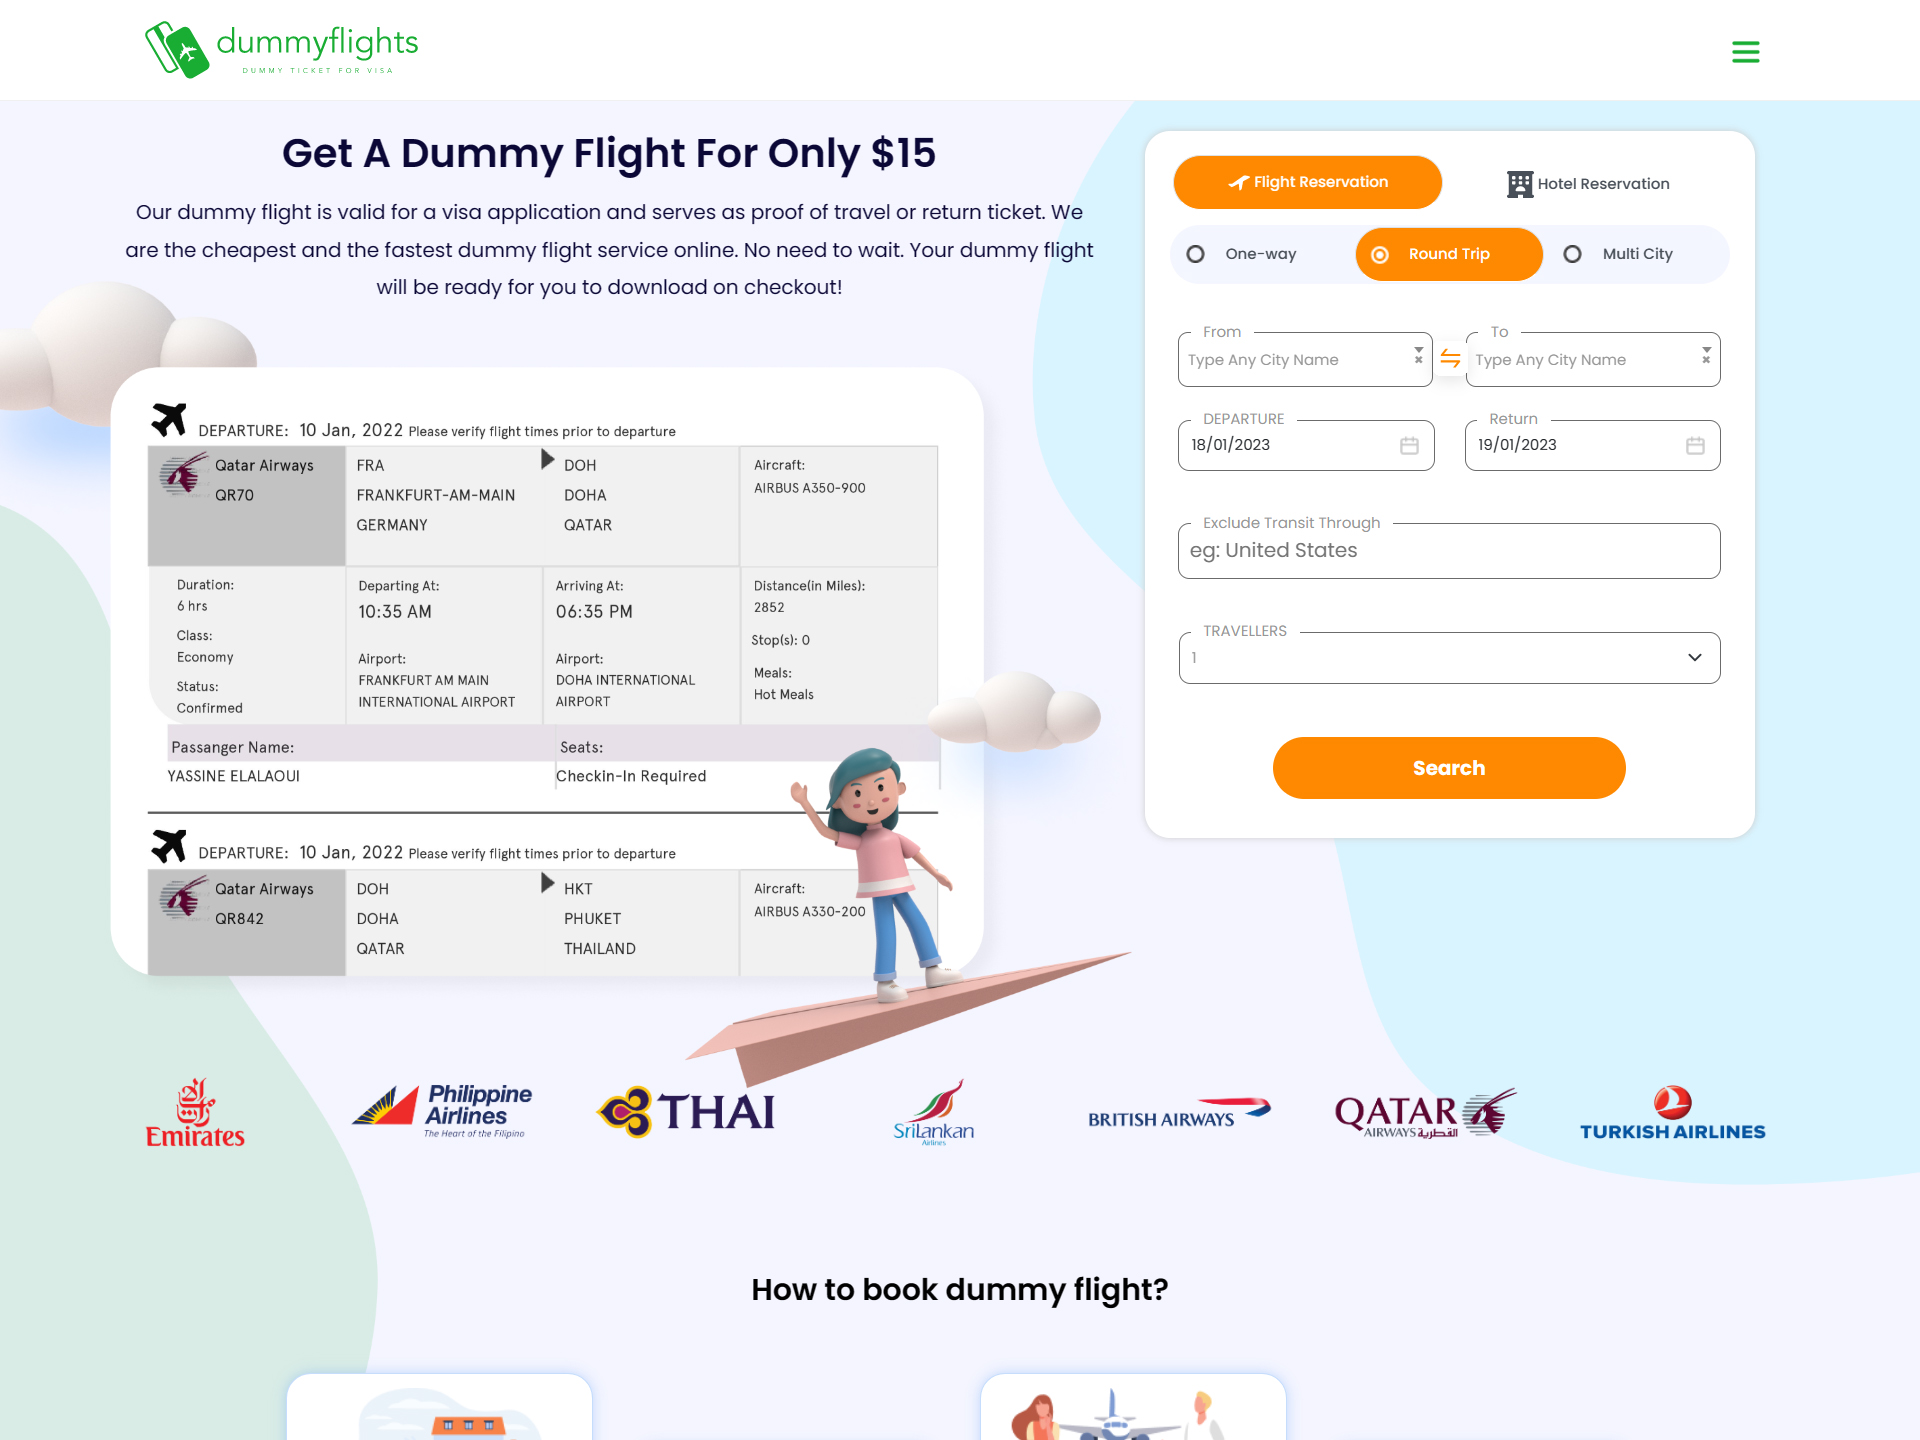 dummyflights
DUMMY TICKET FOR VISA
Get A Dummy Flight For Only $15
Our dummy flight is valid for a visa application and serves as proof of travel or return ticket. We
are the cheapest and the fastest dummy flight service online. No need to wait. Your dummy flight
will be ready for you to download on checkout!
DEPARTURE: 10 Jan, 2022 Please verify flight times prior to departure
Qatar Airways
QR70
FRA
FRANKFURT-AM-MAIN
GERMANY
DOH
DOHA
QATAR
Aircraft:
AIRBUS A350-900
Duration:
6 hrs
Class:
Economy
Status:
Confirmed
Departing At:
10:35 AM
Airport:
FRANKFURT AM MAIN
INTERNATIONAL AIRPORT
Arriving At:
06:35 PM
Airport:
DOHA INTERNATIONAL
AIRPORT
Distance(in Miles):
2852
Stop(s): 0
Meals:
Hot Meals
Passanger Name:
YASSINE ELALAOUI
Seats:
Checkin-In Required
DEPARTURE: 10 Jan, 2022 Please verify flight times prior to departure
Qatar Airways
QR842
DOH
DOHA
QATAR
HKT
PHUKET
THAILAND
Aircraft:
AIRBUS A330-200
Flight Reservation
Hotel Reservation
One-way
Round Trip
Multi City
From
Type Any City Name
To
Type Any City Name
DEPARTURE
18/01/2023
Return
19/01/2023
Exclude Transit Through
eg: United States
TRAVELLERS
1
Search
Emirates
Philippine
Airlines
The Heart of the Filipino
THAI
SriLankan
Airlines
BRITISH AIRWAYS
QATAR
AIRWAYS القطرية
TURKISH AIRLINES
How to book dummy flight?